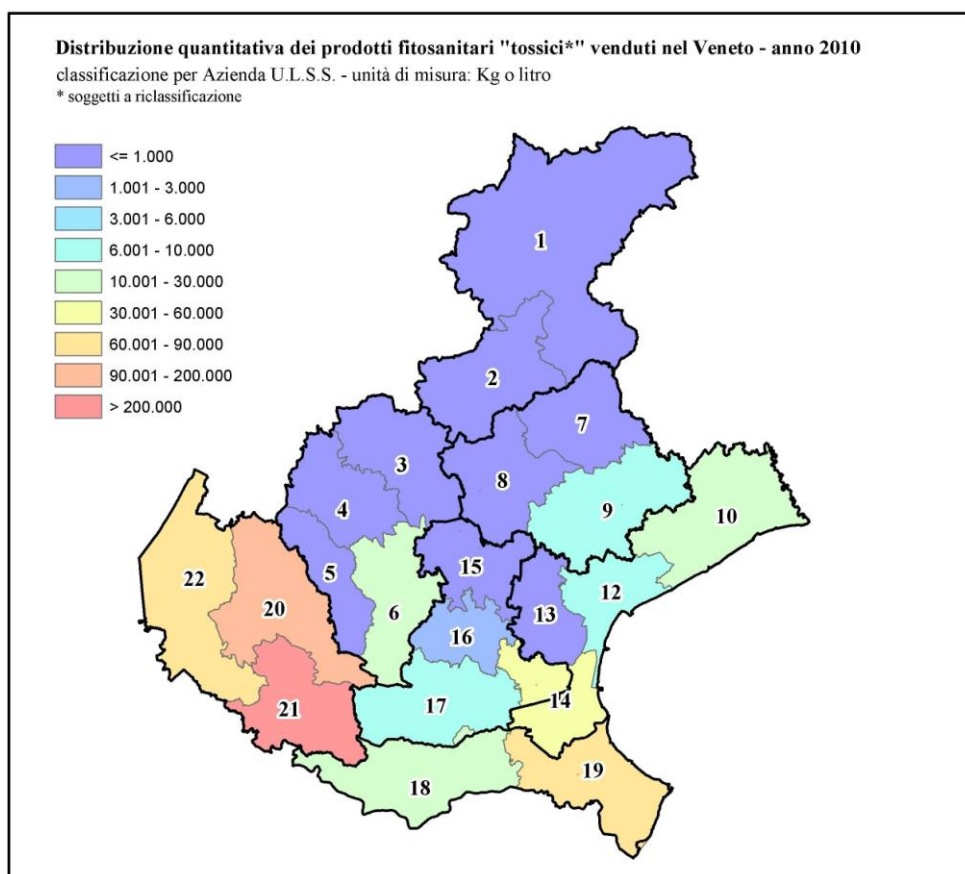 Distribuzione quantitativa dei prodotti fitosanitari "tossici*" venduti nel Veneto - anno 2010
classificazione per Azienda U.L.S.S. - unità di misura: Kg o litro
* soggetti a riclassificazione
<= 1.000
1.001 - 3.000
3.001 - 6.000
6.001 - 10.000
10.001 - 30.000
30.001 - 60.000
60.001 - 90.000
90.001 - 200.000
> 200.000
1
2
7
3
8
4
9
10
15
5
22
6
12
20
13
16
14
17
21
19
18